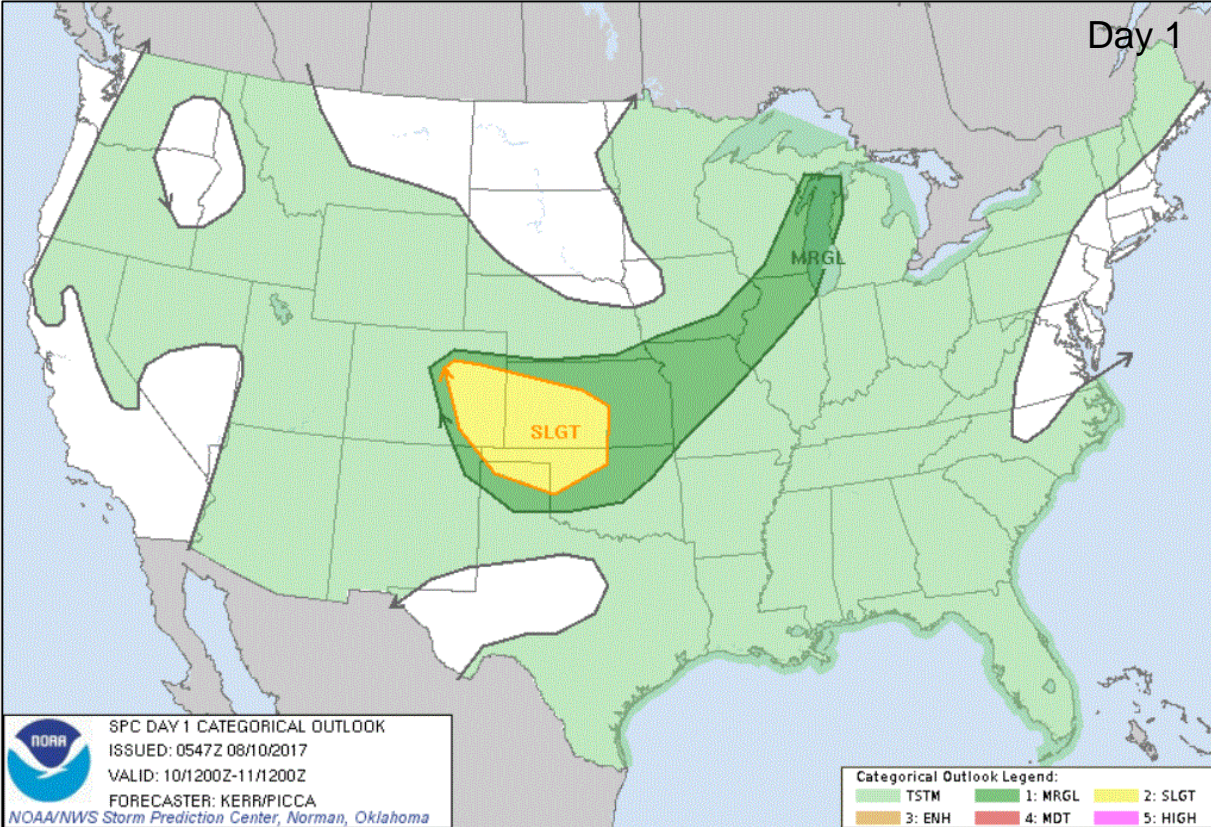 Day 1
MRGL
SLGT
NOAA
SPC DAY 1 CATEGORICAL OUTLOOK
ISSUED: 0547Z 08/10/2017
VALID: 10/1200Z-11/1200Z
FORECASTER: KERR/PICCA
NOAA/NWS Storm Prediction Center, Norman, Oklahoma
Categorical Outlook Legend:
TSTM 1: MRGL 2: SLGT
3: ENH 4: MDT 5: HIGH